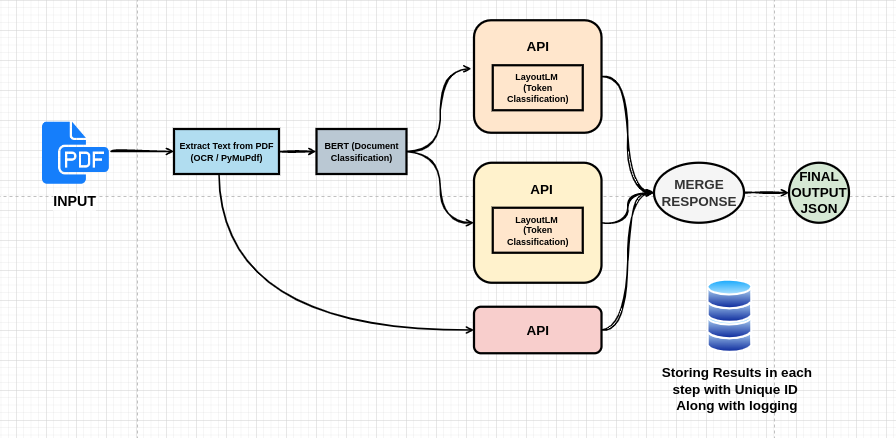 PDF
INPUT
Extract Text from PDF
(OCR / PyMuPdf)
BERT (Document
Classification)
API
LayoutLM
(Token
Classification)
API
LayoutLM
(Token
Classification)
API
MERGE
RESPONSE
FINAL
OUTPUT
JSON
Storing Results in each
step with Unique ID
Along with logging